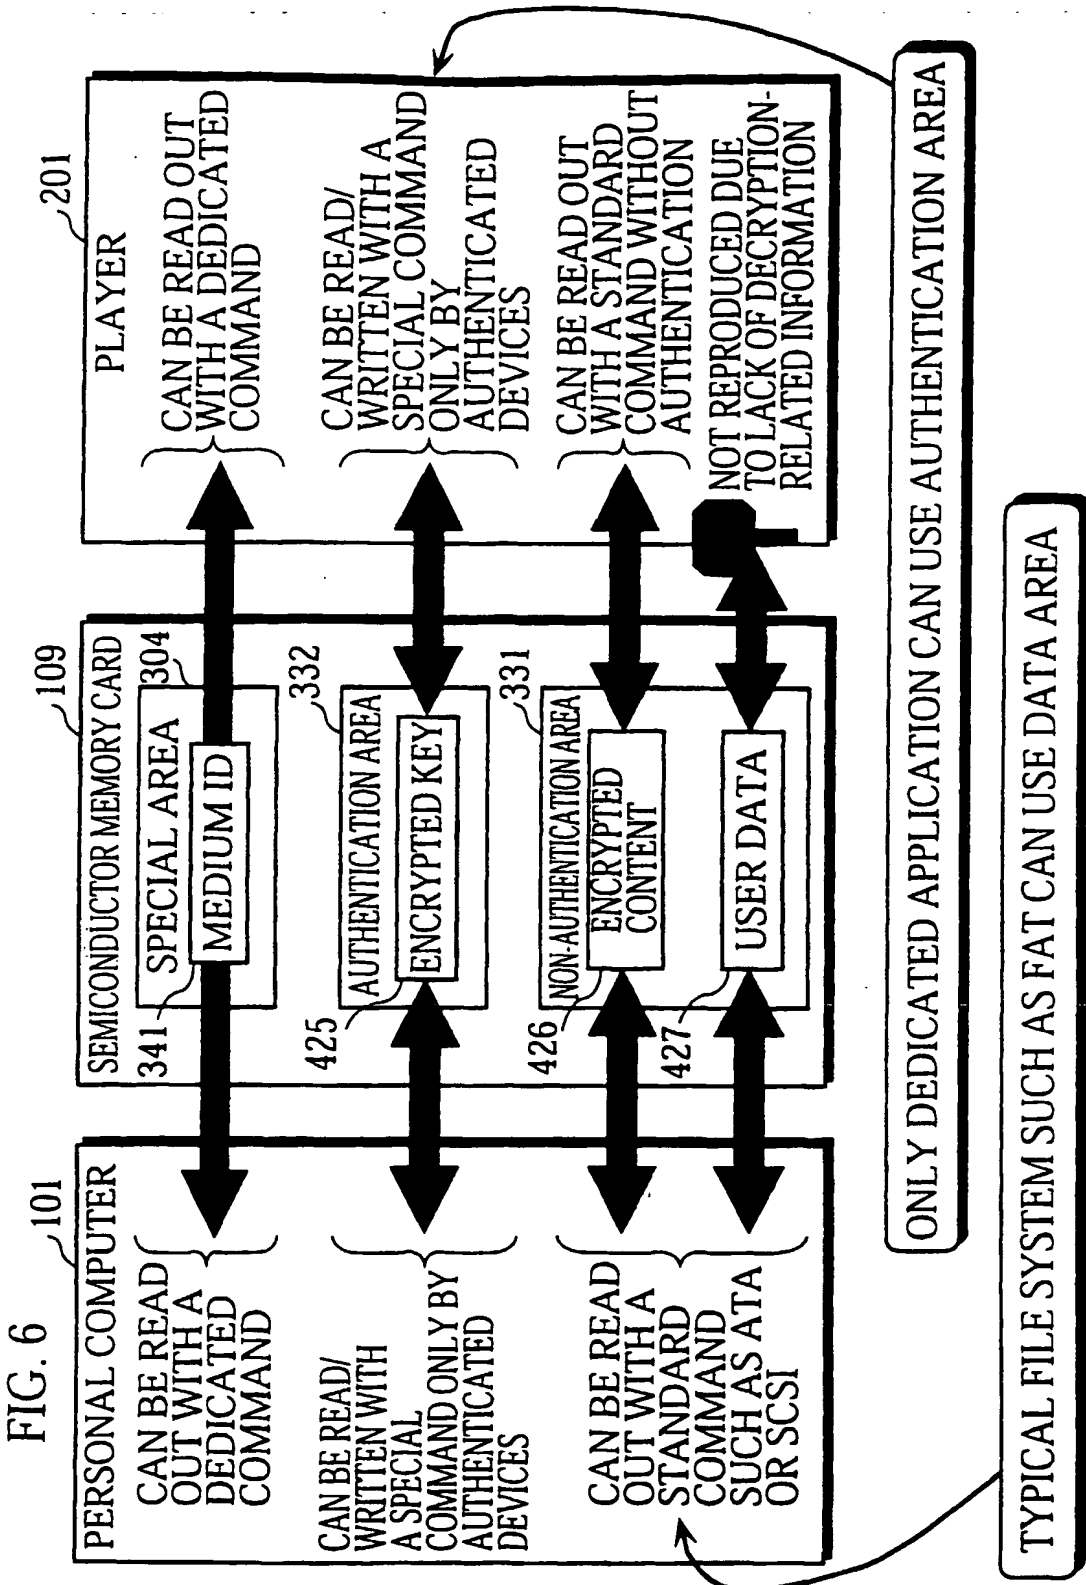 FIG. 6
PERSONAL COMPUTER
101
CAN BE READ
OUT WITH A
DEDICATED
COMMAND
CAN BE READ/
WRITTEN WITH
A SPECIAL
COMMAND ONLY BY
AUTHENTICATED
DEVICES
CAN BE READ
OUT WITH A
STANDARD
COMMAND
SUCH AS ATA
OR SCSI
SEMICONDUCTOR MEMORY CARD
109
SPECIAL AREA
304
MEDIUM ID
341
332
AUTHENTICATION AREA
ENCRYPTED KEY
425
331
NON-AUTHENTICATION AREA
ENCRYPTED
CONTENT
426
USER DATA
427
PLAYER
201
CAN BE READ OUT
WITH A DEDICATED
COMMAND
CAN BE READ/
WRITTEN WITH A
SPECIAL COMMAND
ONLY BY
AUTHENTICATED
DEVICES
CAN BE READ OUT
WITH A STANDARD
COMMAND WITHOUT
AUTHENTICATION
NOT REPRODUCED DUE
TO LACK OF DECRYPTION-
RELATED INFORMATION
ONLY DEDICATED APPLICATION CAN USE AUTHENTICATION AREA
TYPICAL FILE SYSTEM SUCH AS FAT CAN USE DATA AREA